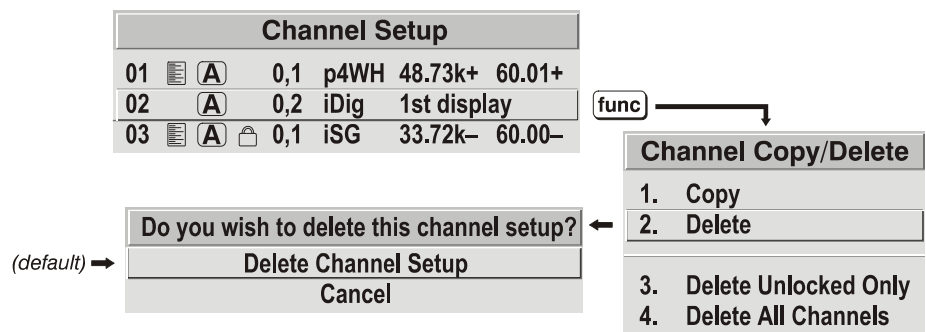 Channel Setup
01 A 0,1 p4WH 48.73k+ 60.01+
02 A 0,2 iDig 1st display
03 A 0,1 iSG 33.72k– 60.00–
func
Channel Copy/Delete
1. Copy
2. Delete
3. Delete Unlocked Only
4. Delete All Channels
Do you wish to delete this channel setup?
(default) Delete Channel Setup
Cancel